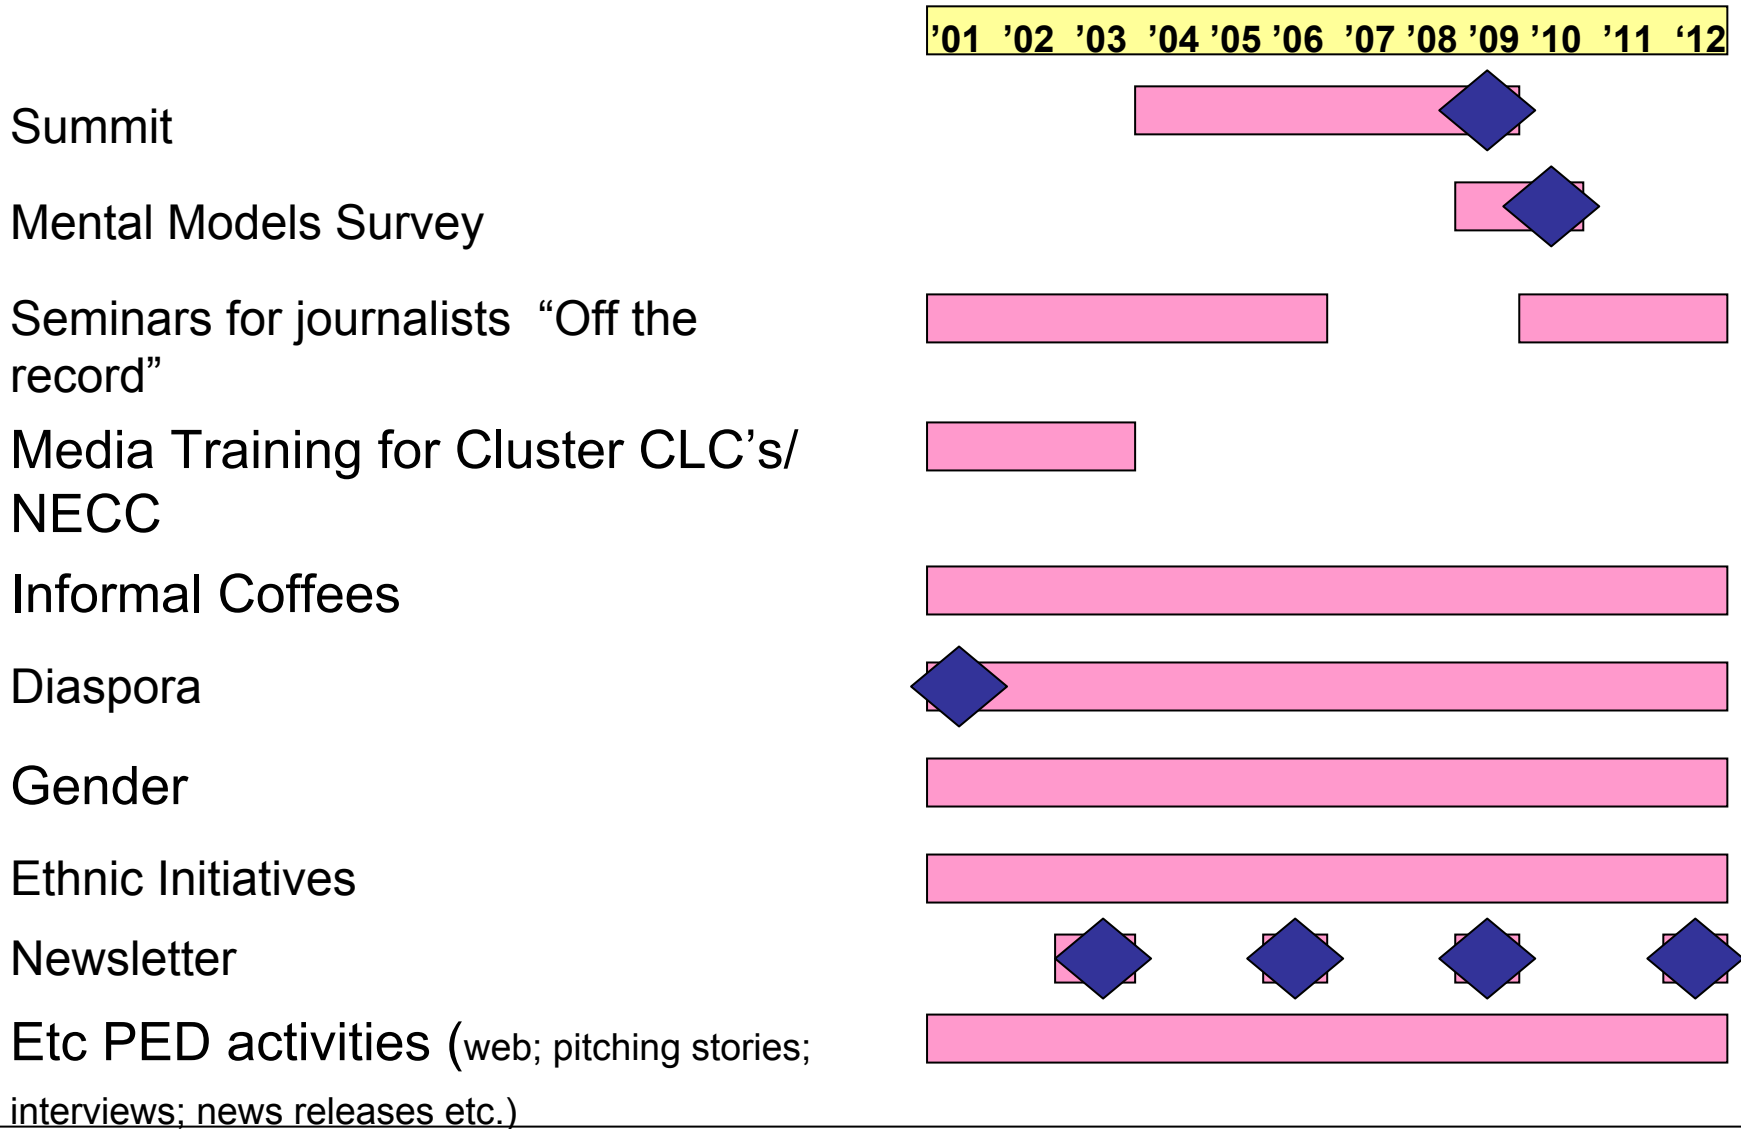 ’01 ’02 ’03 ’04 ’05 ’06 ’07 ’08 ’09 ’10 ’11 ‘12
Summit
Mental Models Survey
Seminars for journalists “Off the
record”
Media Training for Cluster CLC’s/
NECC
Informal Coffees
Diaspora
Gender
Ethnic Initiatives
Newsletter
Etc PED activities (web; pitching stories;
interviews; news releases etc.)